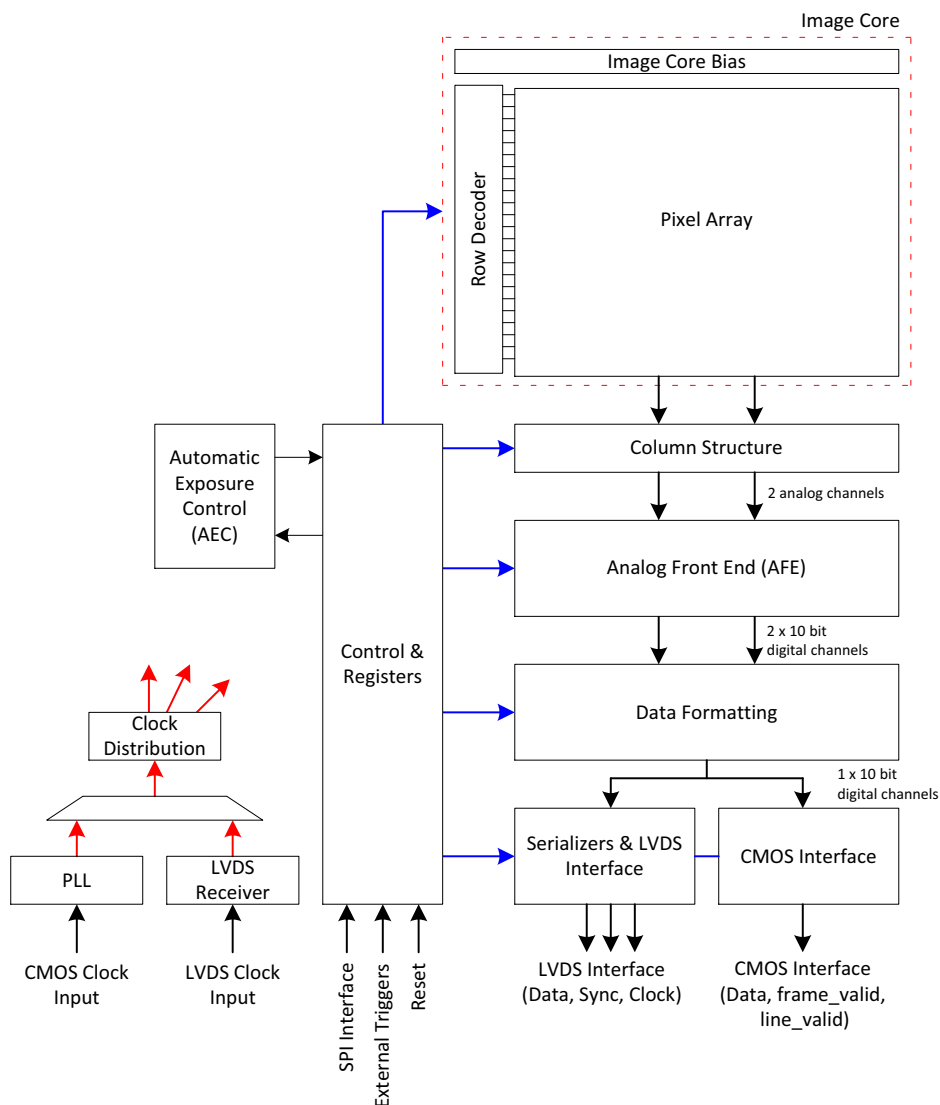 Image Core
Image Core Bias
Row Decoder
Pixel Array
Column Structure
2 analog channels
Automatic
Exposure
Control
(AEC)
Analog Front End (AFE)
2 x 10 bit
digital channels
Control &
Registers
Data Formatting
Clock
Distribution
1 x 10 bit
digital channels
Serializers & LVDS
Interface
CMOS Interface
PLL
LVDS
Receiver
CMOS Clock
Input
LVDS Clock
Input
SPI Interface
External Triggers
Reset
LVDS Interface
(Data, Sync, Clock)
CMOS Interface
(Data, frame_valid,
line_valid)